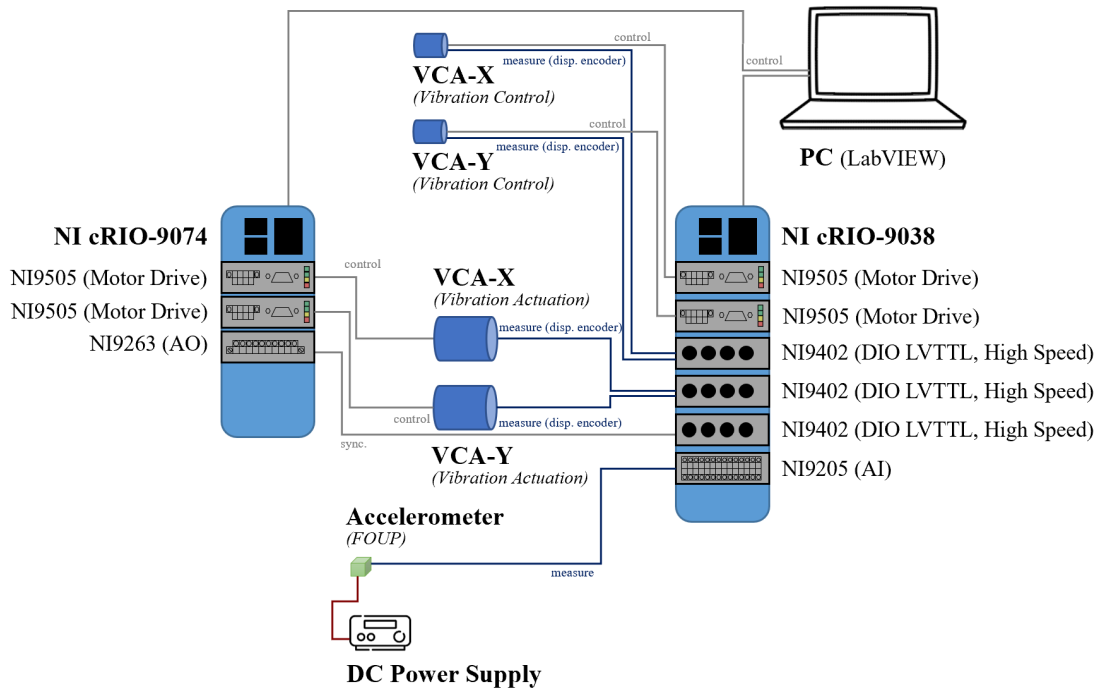 control
measure (disp. encoder)
VCA-X
(Vibration Control)
control
control
measure (disp. encoder)
VCA-Y
(Vibration Control)
PC (LabVIEW)
NI cRIO-9074
NI9505 (Motor Drive)
NI9505 (Motor Drive)
NI9263 (AO)
control
VCA-X
(Vibration Actuation)
measure (disp. encoder)
control
measure (disp. encoder)
sync.
VCA-Y
(Vibration Actuation)
NI cRIO-9038
NI9505 (Motor Drive)
NI9505 (Motor Drive)
NI9402 (DIO LVTTL, High Speed)
NI9402 (DIO LVTTL, High Speed)
NI9402 (DIO LVTTL, High Speed)
NI9205 (AI)
Accelerometer
(FOUP)
measure
DC Power Supply